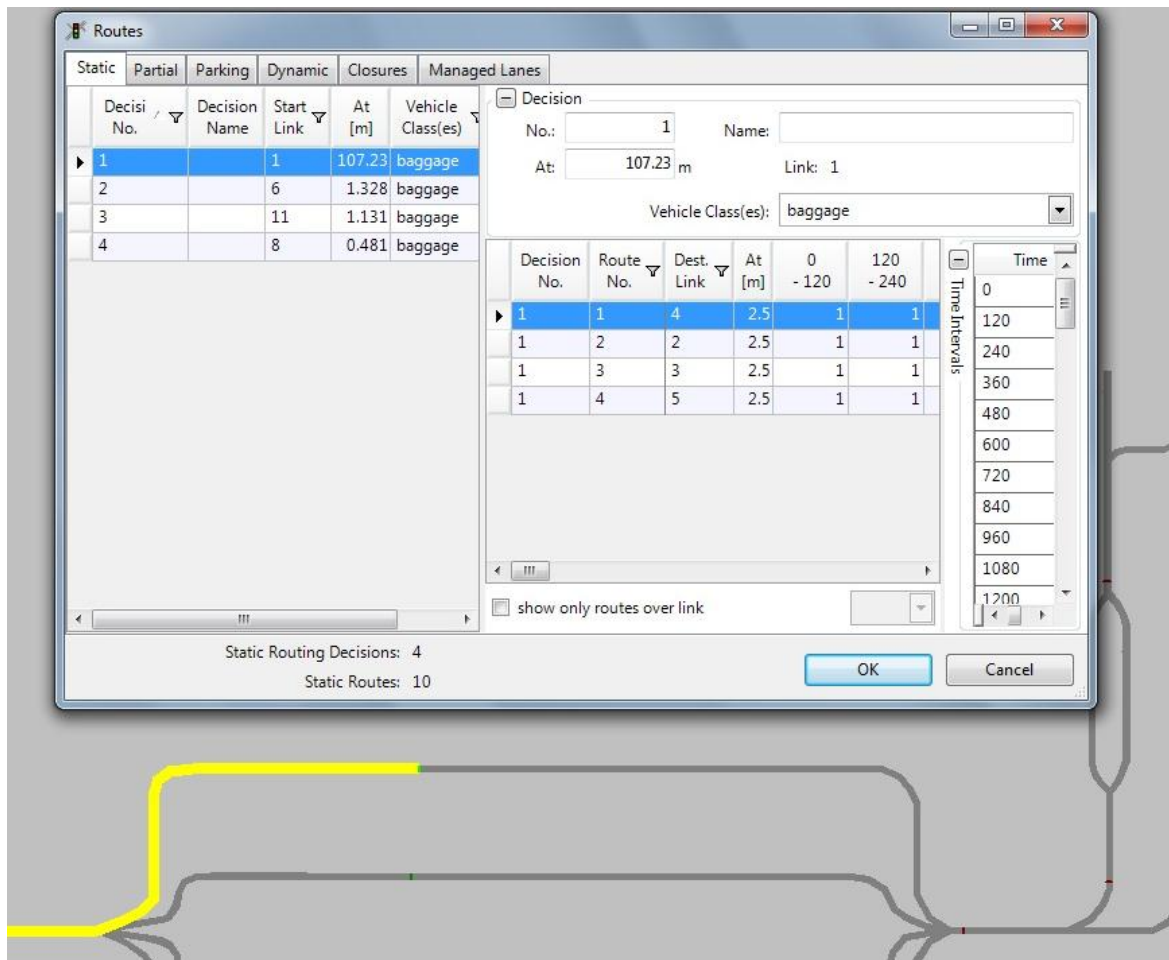 Routes
Static Partial Parking Dynamic Closures Managed Lanes
Decisi No. Decision Name Start Link At [m] Vehicle Class(es)
1 1 107.23 baggage
2 6 1.328 baggage
3 11 1.131 baggage
4 8 0.481 baggage
Decision
No.: 1 Name:
At: 107.23 m Link: 1
Vehicle Class(es): baggage
Decision No. Route No. Dest. Link At [m] 0 - 120 120 - 240
1 1 4 2.5 1 1
1 2 2 2.5 1 1
1 3 3 2.5 1 1
1 4 5 2.5 1 1
show only routes over link
Time Intervals
Time
0
120
240
360
480
600
720
840
960
1080
1200
Static Routing Decisions: 4
Static Routes: 10
OK Cancel